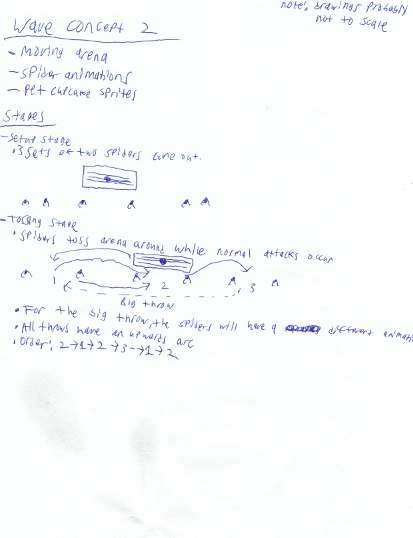 Wave Concept 2
note: drawings probably
not to scale
- Moving arena
- spider animations
- Pet cutscene sprites
Stages
- Setup stage
• 3 sets of two spiders come out.
- Tossing stage
• Spiders toss arena around while normal attacks occur
1 2 3
Big throw
• For the big throw, the spiders will have a different animati
• All throws have an upwards arc
• Order: 2→1→2→3→1→2